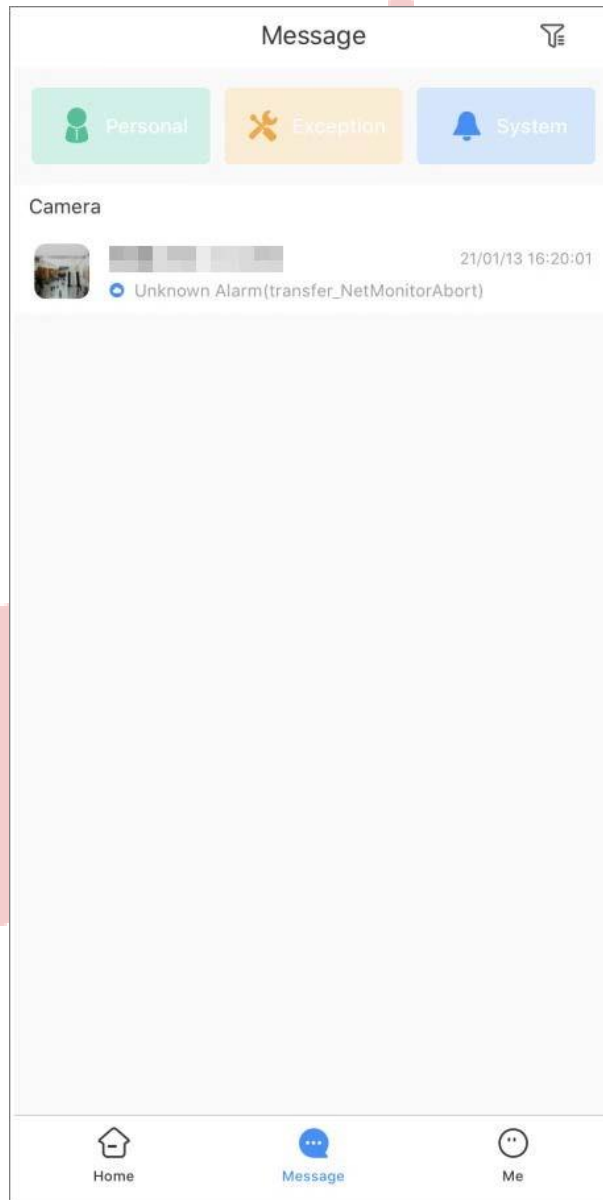 Message
Personal
Exception
System
Camera
21/01/13 16:20:01
Unknown Alarm(transfer_NetMonitorAbort)
Home
Message
Me